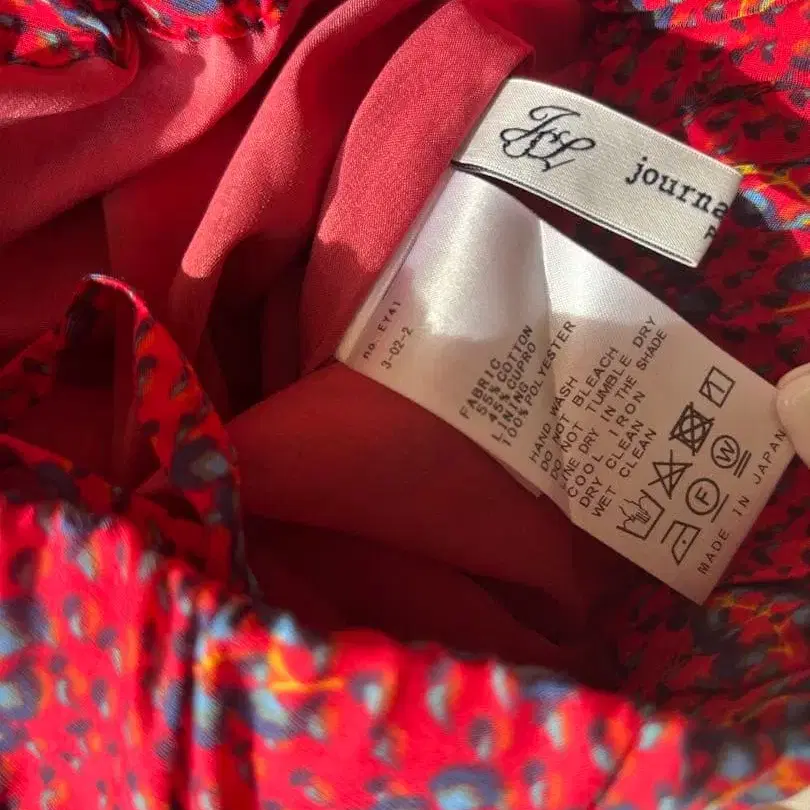 JsL
journa
no. EY41
3-02-2
FABRIC
55% COTTON
45% CUPRO
LINING
100% POLYESTER
HAND WASH
DO NOT BLEACH
DO NOT TUMBLE DRY
LINE DRY IN THE SHADE
COOL IRON
DRY CLEAN
WET CLEAN
F
W
MADE IN JAPAN